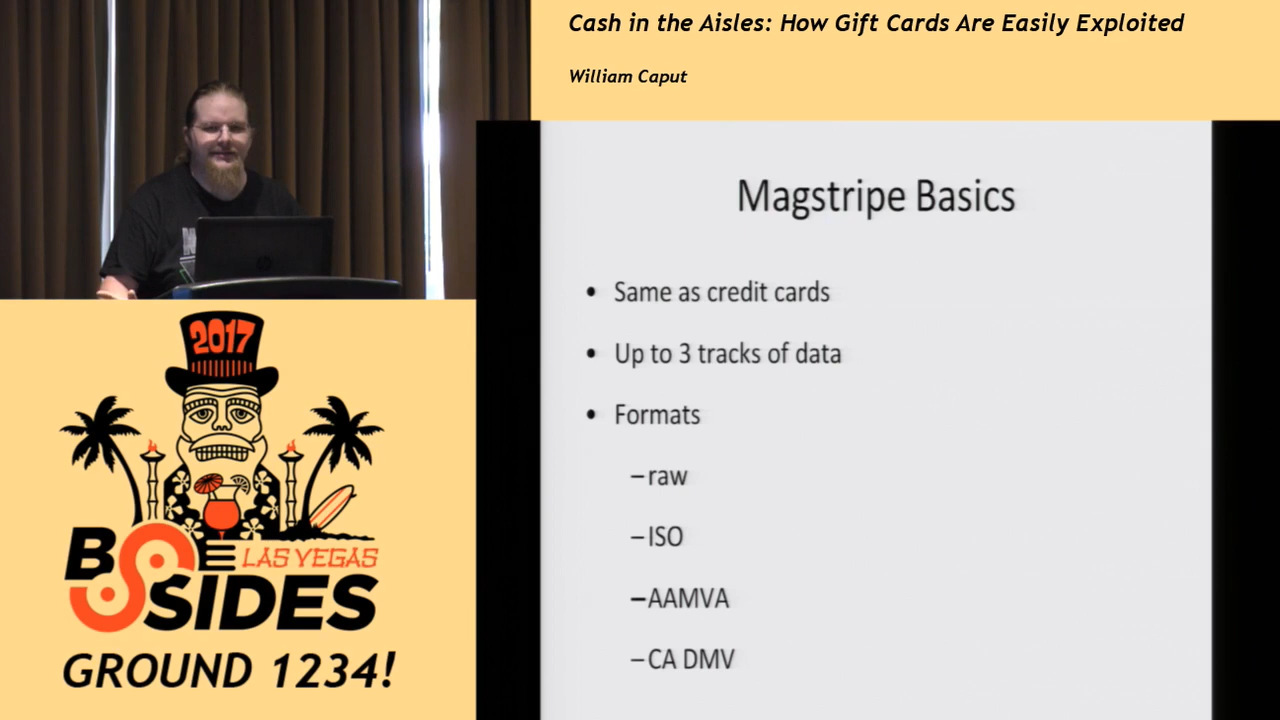 Cash in the Aisles: How Gift Cards Are Easily Exploited
William Caput
Magstripe Basics
• Same as credit cards
• Up to 3 tracks of data
• Formats
–raw
–ISO
–AAMVA
–CA DMV
2017
BSIDES
LAS VEGAS
GROUND 1234!